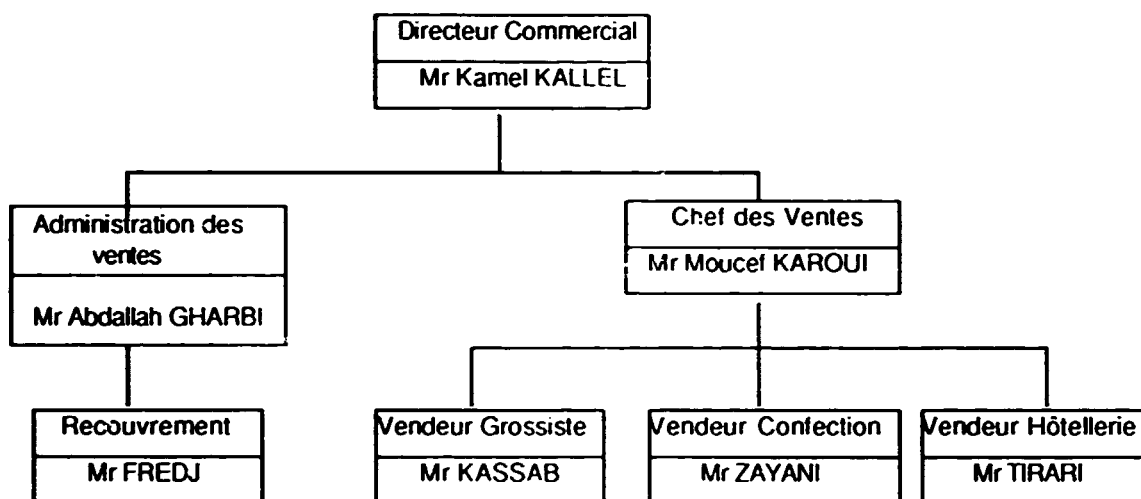 Directeur Commercial
Mr Kamel KALLEL
Administration des
ventes
Mr Abdallah GHARBI
Chef des Ventes
Mr Moucef KAROUI
Recouvrement
Mr FREDJ
Vendeur Grossiste
Mr KASSAB
Vendeur Confection
Mr ZAYANI
Vendeur Hôtellerie
Mr TIRARI